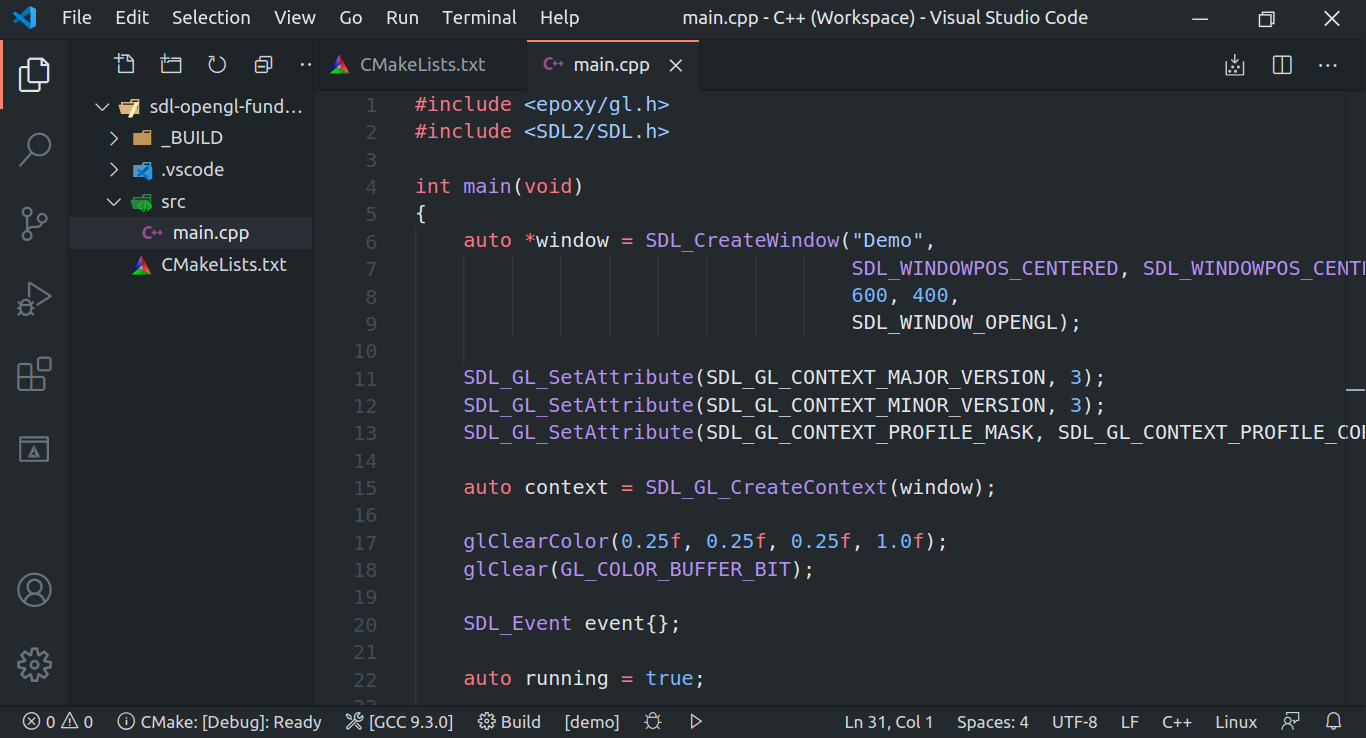 File Edit Selection View Go Run Terminal Help main.cpp - C++ (Workspace) - Visual Studio Code
CMakeLists.txt
C++ main.cpp
sdl-opengl-fund...
_BUILD
.vscode
src
C++ main.cpp
CMakeLists.txt
1 #include <epoxy/gl.h>
2 #include <SDL2/SDL.h>
3
4 int main(void)
5 {
6 auto *window = SDL_CreateWindow("Demo",
7 SDL_WINDOWPOS_CENTERED, SDL_WINDOWPOS_CENT
8 600, 400,
9 SDL_WINDOW_OPENGL);
10
11 SDL_GL_SetAttribute(SDL_GL_CONTEXT_MAJOR_VERSION, 3);
12 SDL_GL_SetAttribute(SDL_GL_CONTEXT_MINOR_VERSION, 3);
13 SDL_GL_SetAttribute(SDL_GL_CONTEXT_PROFILE_MASK, SDL_GL_CONTEXT_PROFILE_CO
14
15 auto context = SDL_GL_CreateContext(window);
16
17 glClearColor(0.25f, 0.25f, 0.25f, 1.0f);
18 glClear(GL_COLOR_BUFFER_BIT);
19
20 SDL_Event event{};
21
22 auto running = true;
0 0 CMake: [Debug]: Ready [GCC 9.3.0] Build [demo] Ln 31, Col 1 Spaces: 4 UTF-8 LF C++ Linux